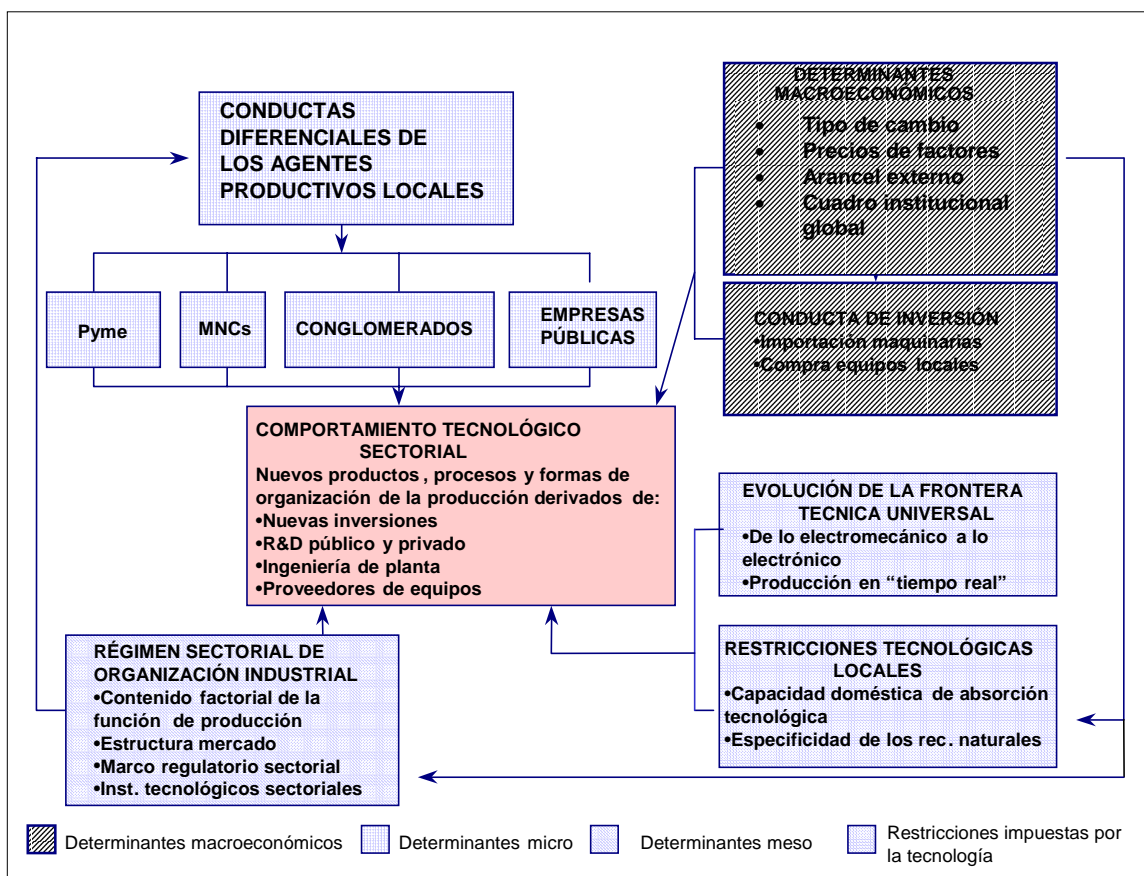 CONDUCTAS
DIFERENCIALES DE
LOS AGENTES
PRODUCTIVOS LOCALES
DETERMINANTES
MACROECONÓMICOS
• Tipo de cambio
• Precios de factores
• Arancel externo
• Cuadro institucional
global
Pyme
MNCs
CONGLOMERADOS
EMPRESAS
PÚBLICAS
CONDUCTA DE INVERSIÓN
•Importación maquinarias
•Compra equipos locales
COMPORTAMIENTO TECNOLÓGICO
SECTORIAL
Nuevos productos , procesos y formas de
organización de la producción derivados de:
•Nuevas inversiones
•R&D público y privado
•Ingeniería de planta
•Proveedores de equipos
EVOLUCIÓN DE LA FRONTERA
TECNICA UNIVERSAL
•De lo electromecánico a lo
electrónico
•Producción en “tiempo real”
RÉGIMEN SECTORIAL DE
ORGANIZACIÓN INDUSTRIAL
•Contenido factorial de la
función de producción
•Estructura mercado
•Marco regulatorio sectorial
•Inst. tecnológicos sectoriales
RESTRICCIONES TECNOLÓGICAS
LOCALES
•Capacidad doméstica de absorción
tecnológica
•Especificidad de los rec. naturales
Determinantes macroeconómicos
Determinantes micro
Determinantes meso
Restricciones impuestas por
la tecnología